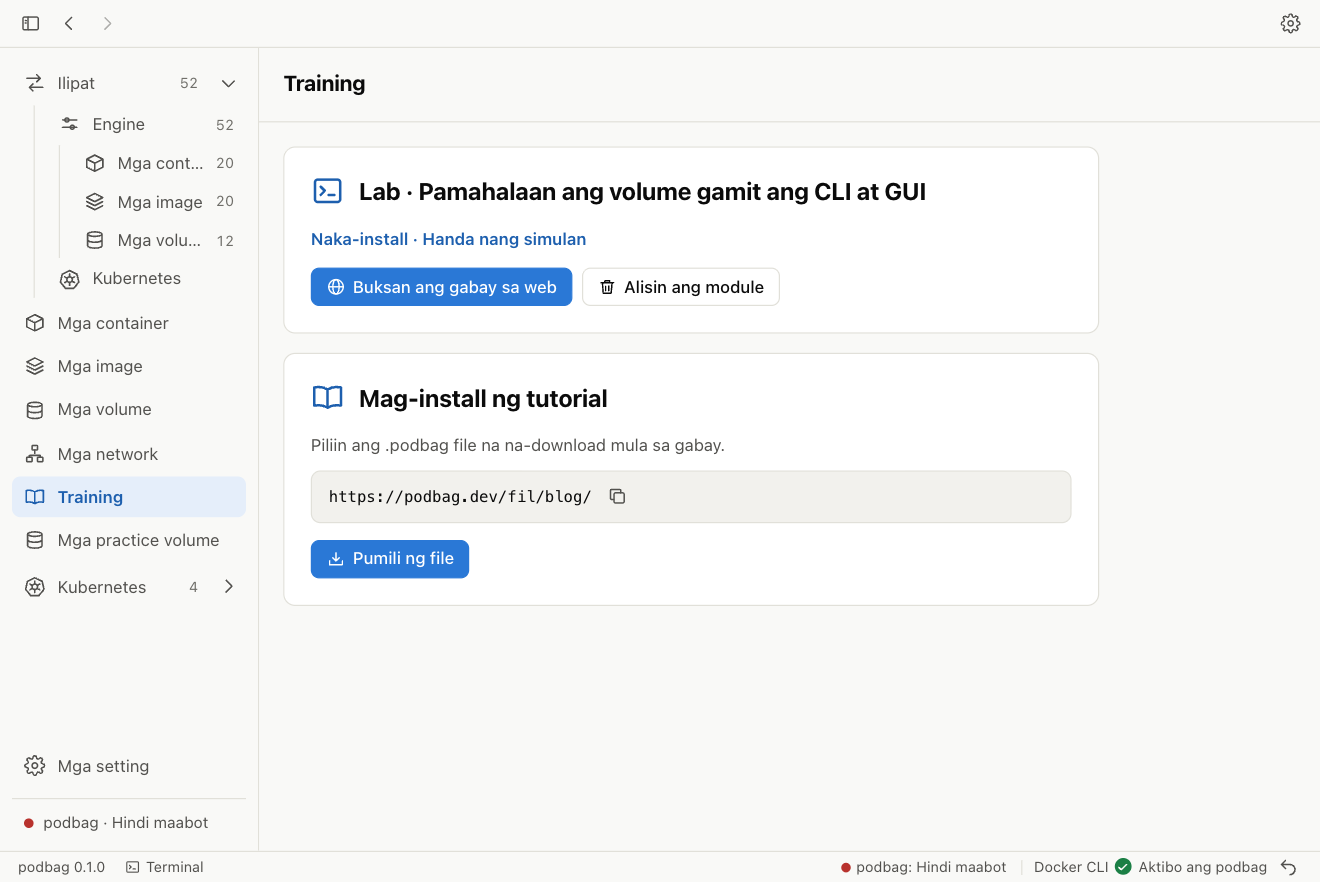 Ilipat 52
Engine 52
Mga cont... 20
Mga image 20
Mga volu... 12
Kubernetes
Mga container
Mga image
Mga volume
Mga network
Training
Mga practice volume
Kubernetes 4
Mga setting
podbag · Hindi maabot
Training
Lab · Pamahalaan ang volume gamit ang CLI at GUI
Naka-install · Handa nang simulan
Buksan ang gabay sa web
Alisin ang module
Mag-install ng tutorial
Piliin ang .podbag file na na-download mula sa gabay.
https://podbag.dev/fil/blog/
Pumili ng file
podbag 0.1.0
Terminal
podbag: Hindi maabot
Docker CLI
Aktibo ang podbag